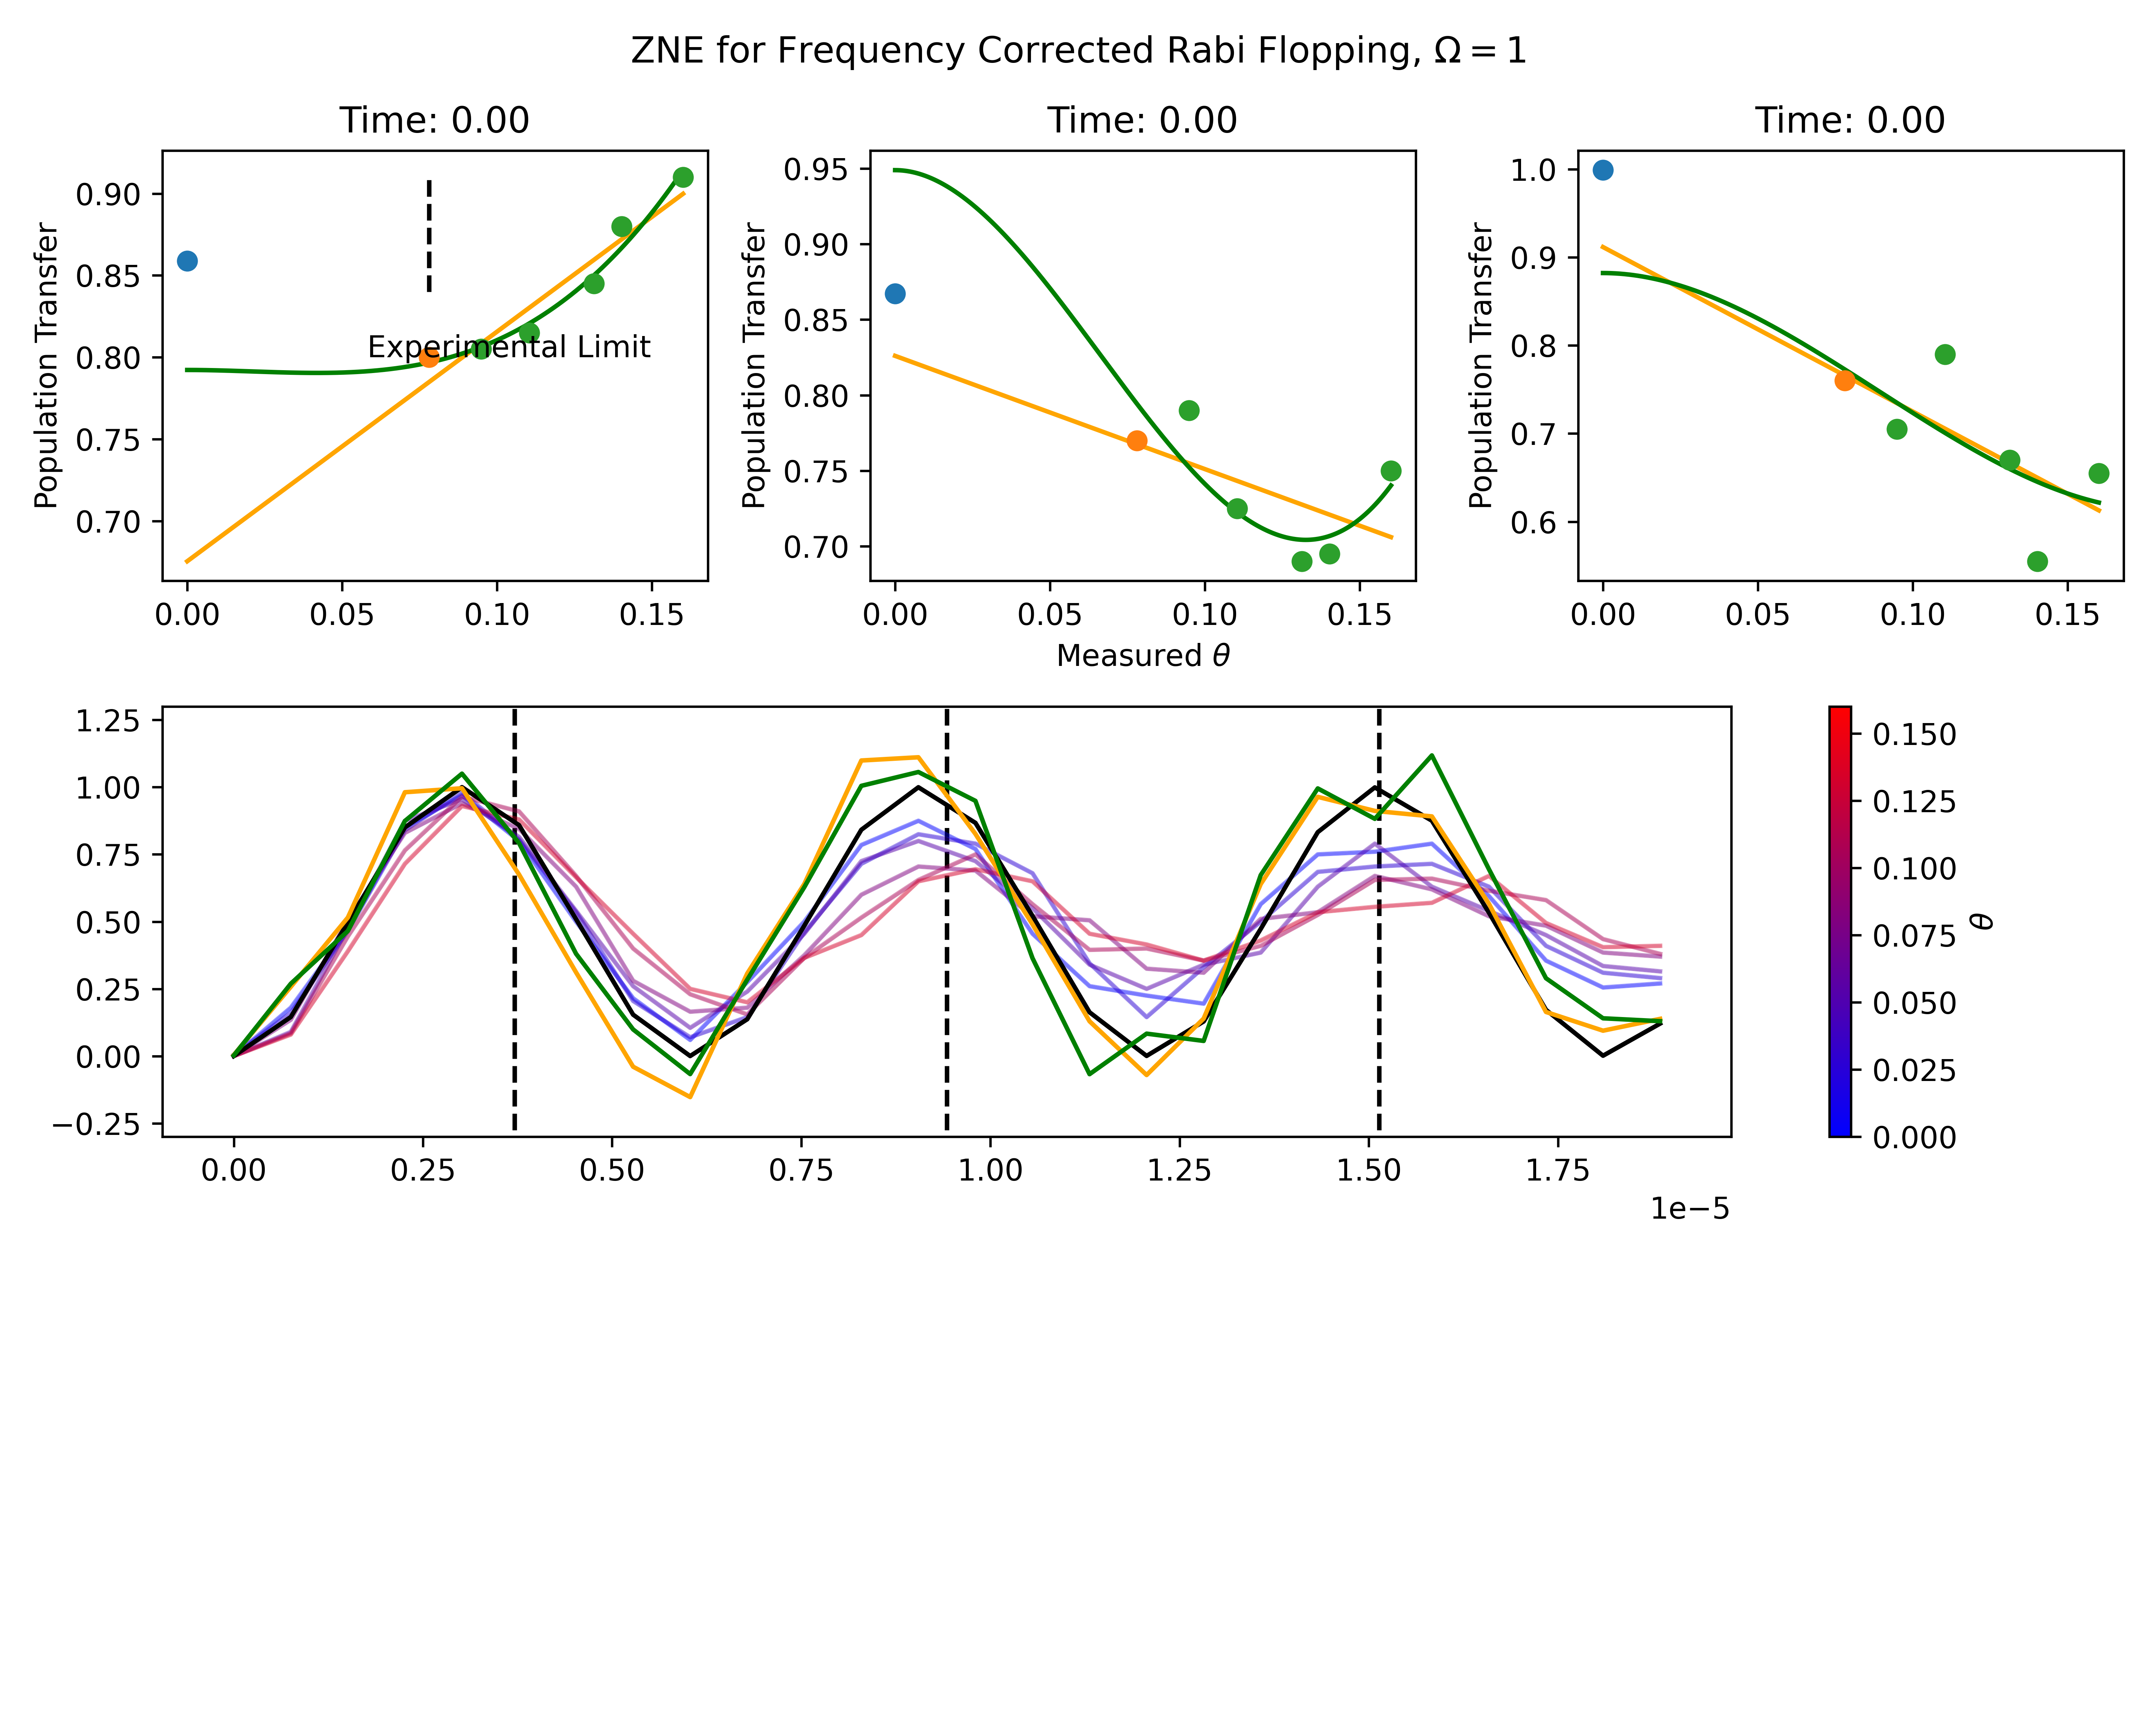 ZNE for Frequency Corrected Rabi Flopping, Ω = 1
Time: 0.00
Time: 0.00
Time: 0.00
Population Transfer
0.90
0.85
0.80
0.75
0.70
Experimental Limit
0.00 0.05 0.10 0.15
Population Transfer
0.95
0.90
0.85
0.80
0.75
0.70
0.00 0.05 0.10 0.15
Measured θ
Population Transfer
1.0
0.9
0.8
0.7
0.6
0.00 0.05 0.10 0.15
1.25
1.00
0.75
0.50
0.25
0.00
−0.25
0.00 0.25 0.50 0.75 1.00 1.25 1.50 1.75
1e−5
0.150
0.125
0.100
0.075
0.050
0.025
0.000
θ